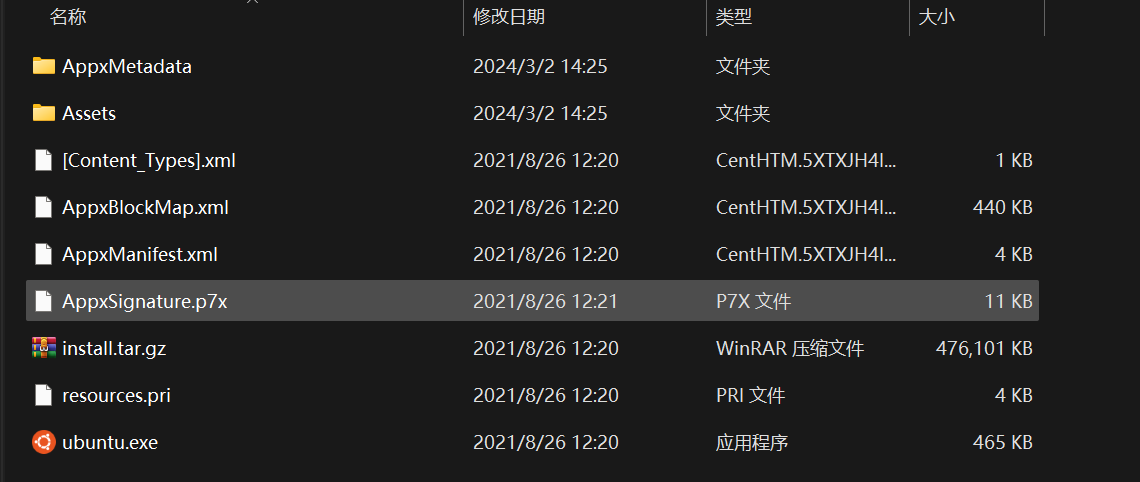 名称 修改日期 类型 大小
AppxMetadata 2024/3/2 14:25 文件夹
Assets 2024/3/2 14:25 文件夹
[Content_Types].xml 2021/8/26 12:20 CentHTM.5XTXJH4I... 1 KB
AppxBlockMap.xml 2021/8/26 12:20 CentHTM.5XTXJH4I... 440 KB
AppxManifest.xml 2021/8/26 12:20 CentHTM.5XTXJH4I... 4 KB
AppxSignature.p7x 2021/8/26 12:21 P7X 文件 11 KB
install.tar.gz 2021/8/26 12:20 WinRAR 压缩文件 476,101 KB
resources.pri 2021/8/26 12:20 PRI 文件 4 KB
ubuntu.exe 2021/8/26 12:20 应用程序 465 KB